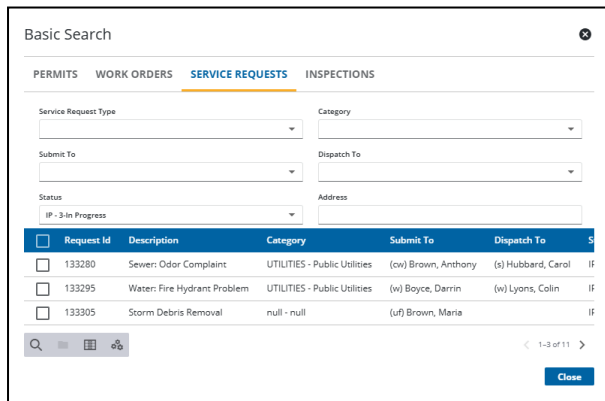 Basic Search
PERMITS WORK ORDERS SERVICE REQUESTS INSPECTIONS
Service Request Type Category
Submit To Dispatch To
Status Address
IP - 3-In Progress
Request Id Description Category Submit To Dispatch To S
133280 Sewer: Odor Complaint UTILITIES - Public Utilities (cw) Brown, Anthony (s) Hubbard, Carol IP
133295 Water: Fire Hydrant Problem UTILITIES - Public Utilities (w) Boyce, Darrin (w) Lyons, Colin IP
133305 Storm Debris Removal null - null (uf) Brown, Maria IP
1–3 of 11
Close